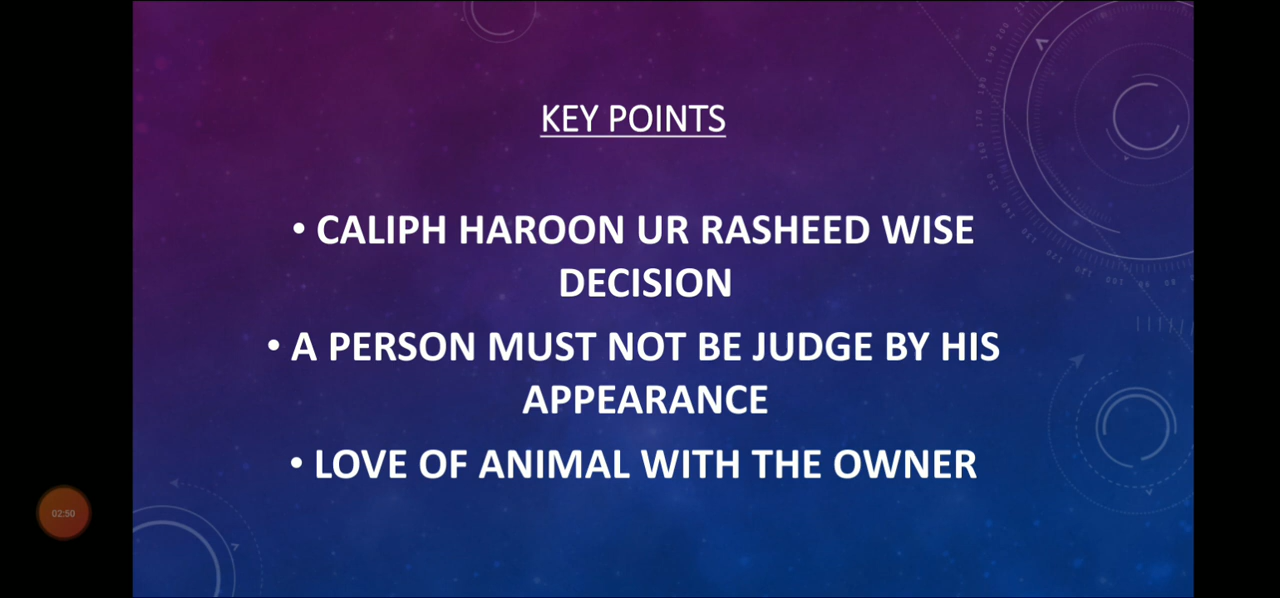 KEY POINTS
• CALIPH HAROON UR RASHEED WISE
DECISION
• A PERSON MUST NOT BE JUDGE BY HIS
APPEARANCE
• LOVE OF ANIMAL WITH THE OWNER
02:50